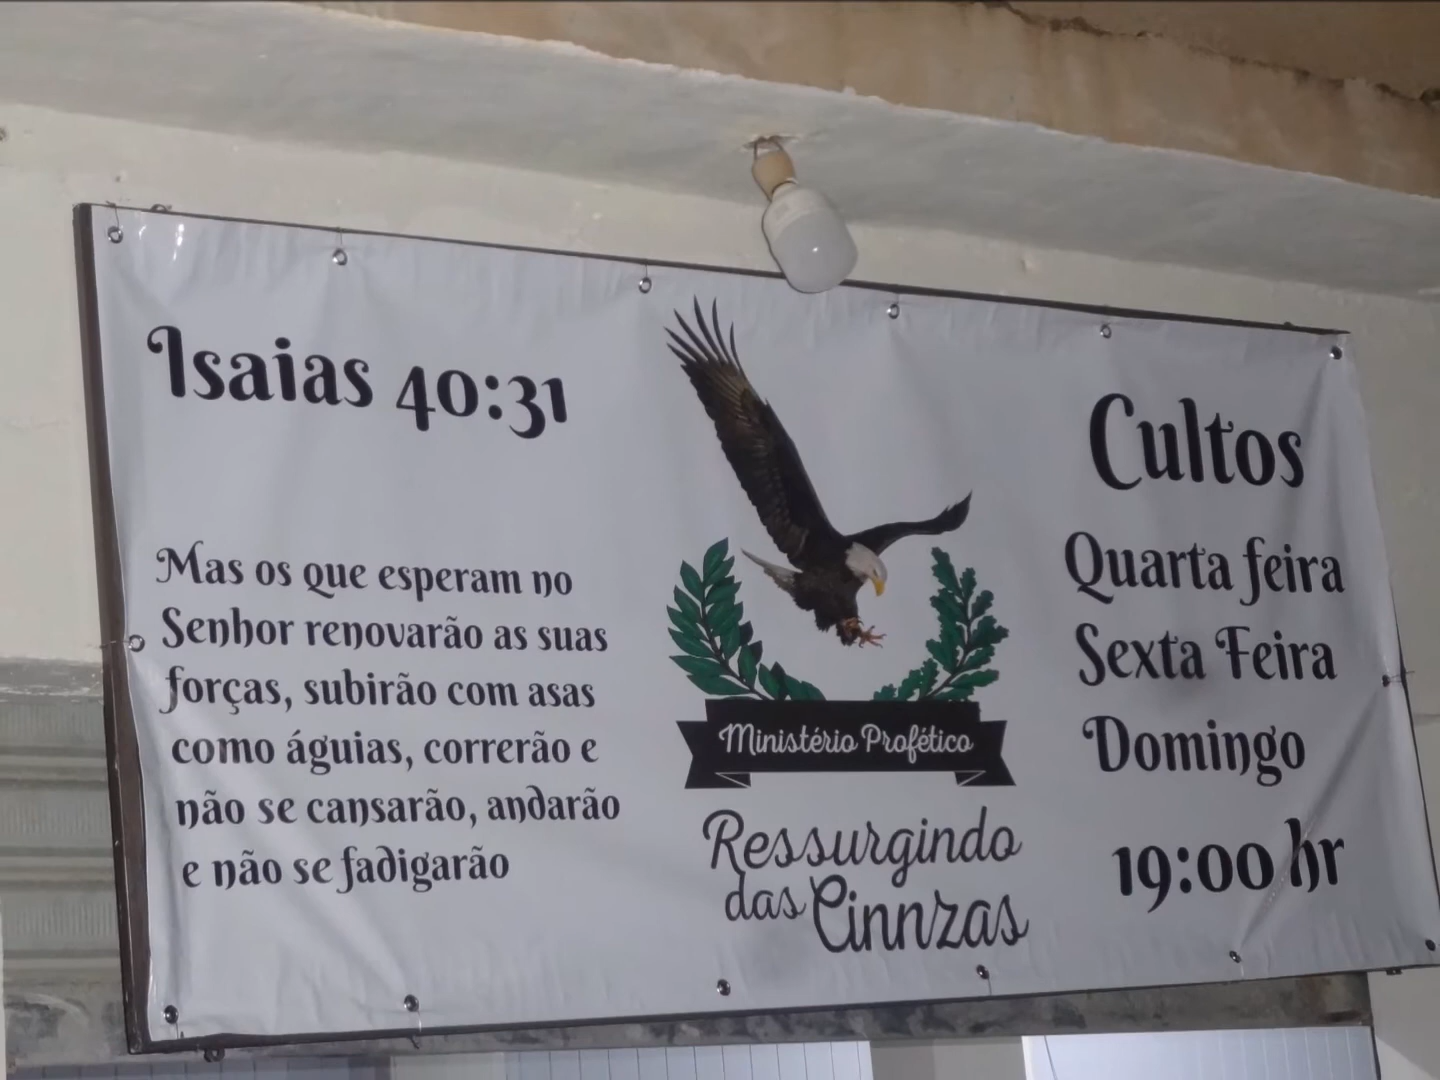 Isaias 40:31
Mas os que esperam no
Senhor renovarão as suas
forças, subirão com asas
como águias, correrão e
não se cansarão, andarão
e não se fadigarão
Ministério Profético
Ressurgindo
das Cinnzas
Cultos
Quarta feira
Sexta Feira
Domingo
19:00 hr